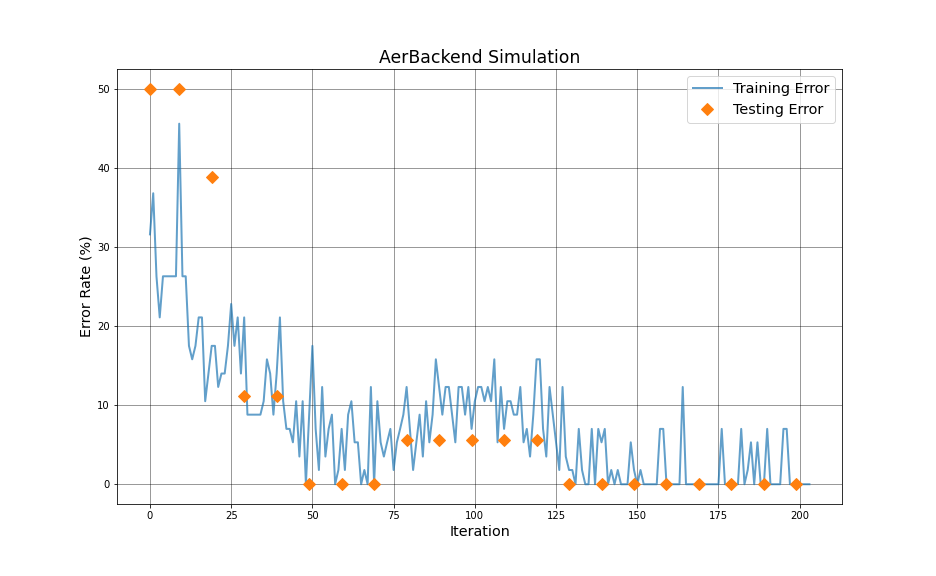 AerBackend Simulation
Training Error
Testing Error
50
40
30
20
10
0
Error Rate (%)
0 25 50 75 100 125 150 175 200
Iteration